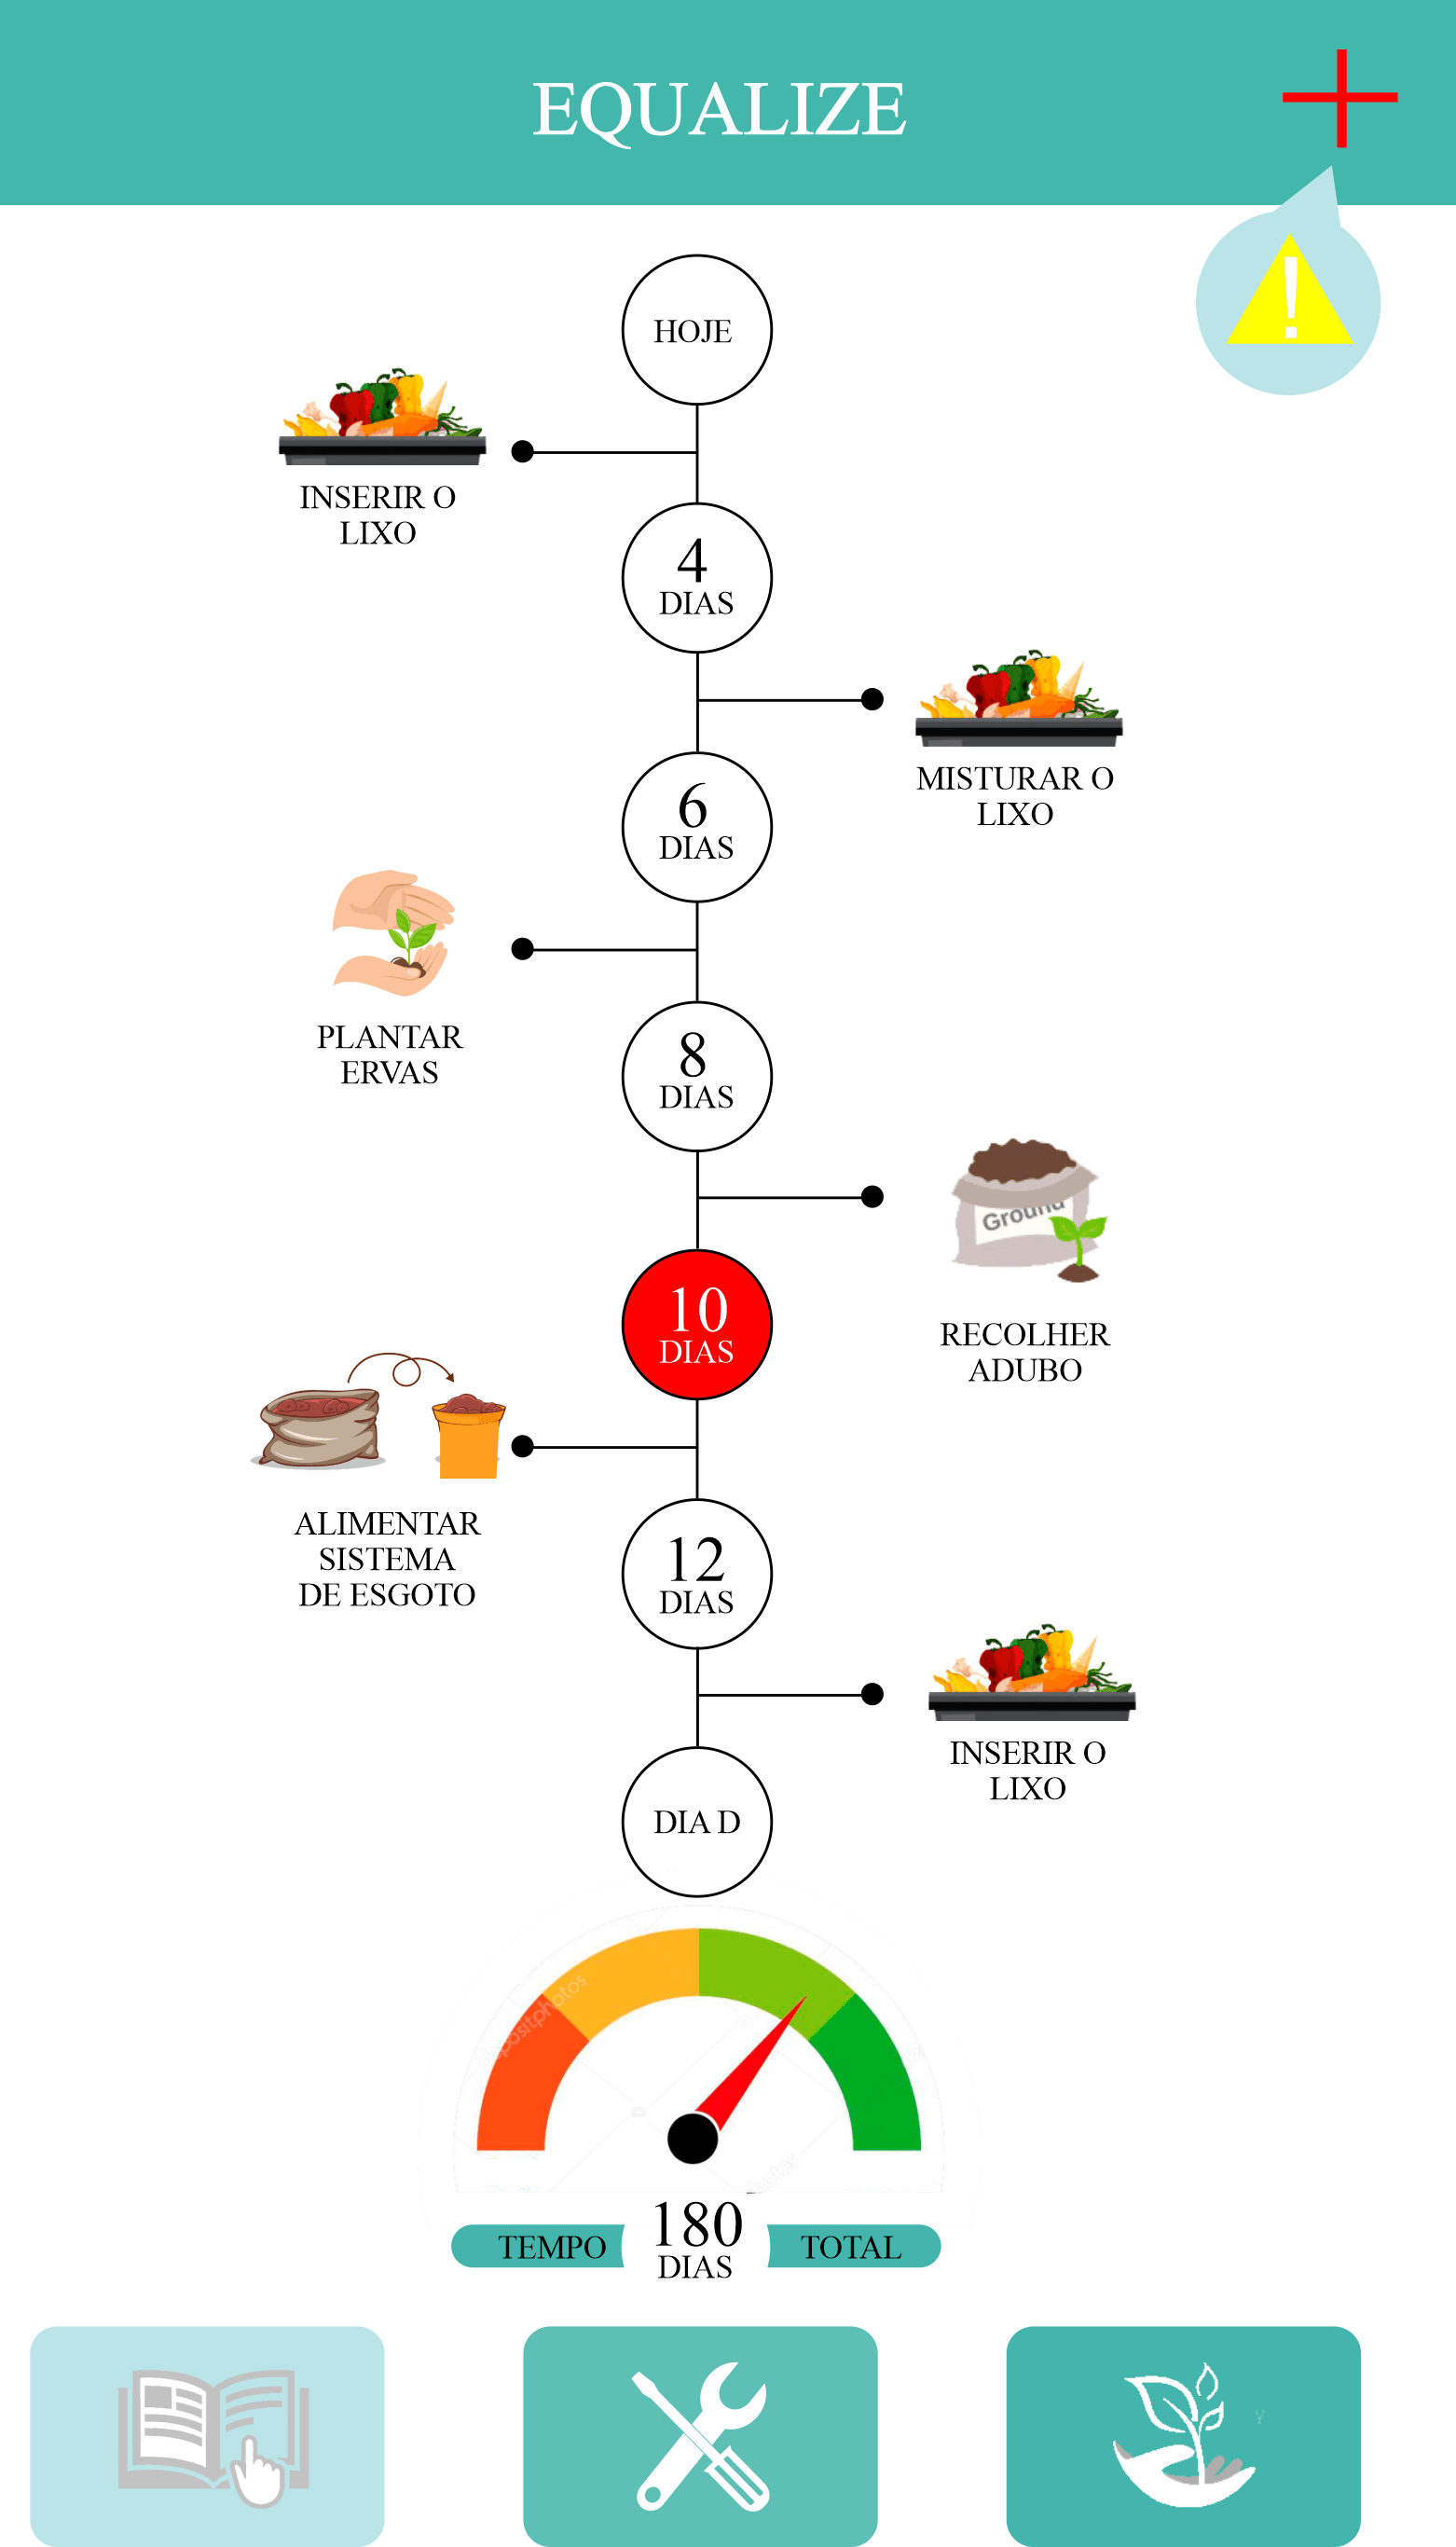 EQUALIZE
HOJE
INSERIR O
LIXO
4
DIAS
MISTURAR O
LIXO
6
DIAS
PLANTAR
ERVAS
8
DIAS
Ground
RECOLHER
ADUBO
10
DIAS
ALIMENTAR
SISTEMA
DE ESGOTO
12
DIAS
INSERIR O
LIXO
DIA D
depositphotos
TEMPO 180 TOTAL
DIAS